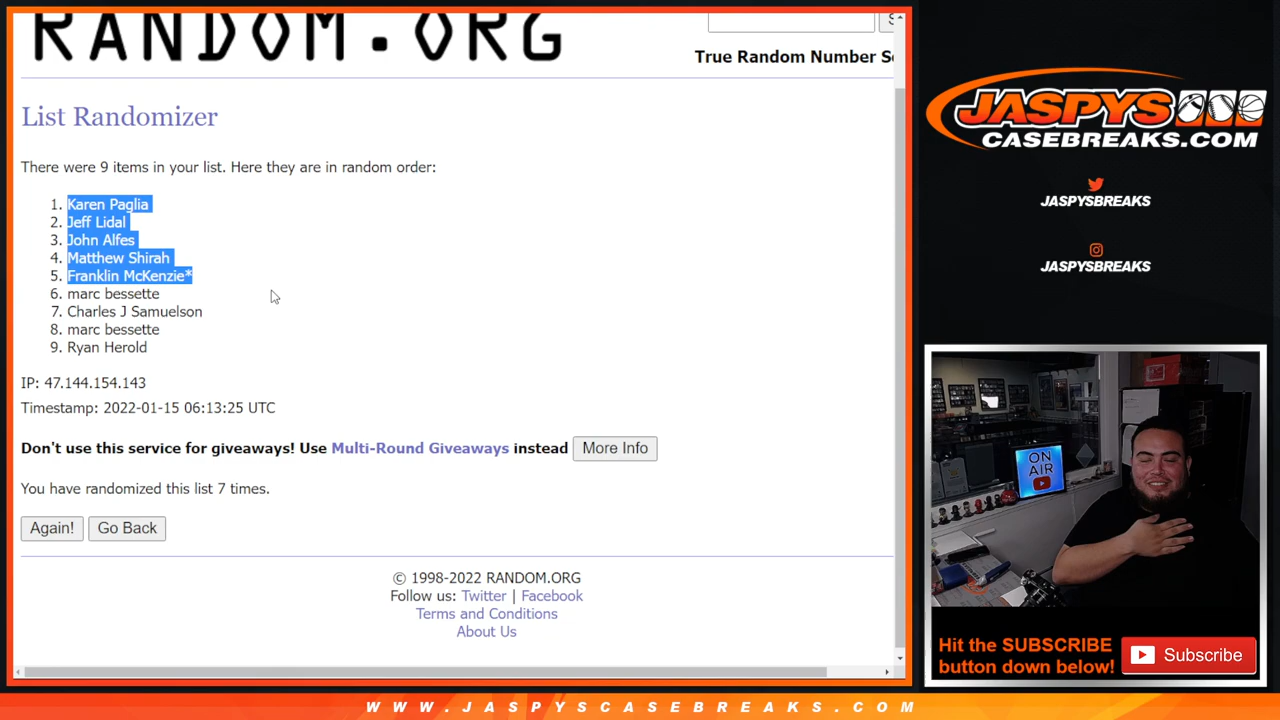 RANDOM.ORG
True Random Number Se
List Randomizer
There were 9 items in your list. Here they are in random order:
1. Karen Paglia
2. Jeff Lidal
3. John Alfes
4. Matthew Shirah
5. Franklin McKenzie*
6. marc bessette
7. Charles J Samuelson
8. marc bessette
9. Ryan Herold
IP: 47.144.154.143
Timestamp: 2022-01-15 06:13:25 UTC
Don't use this service for giveaways! Use Multi-Round Giveaways instead More Info
You have randomized this list 7 times.
Again! Go Back
© 1998-2022 RANDOM.ORG
Follow us: Twitter | Facebook
Terms and Conditions
About Us
JASPYS
CASEBREAKS.COM
JASPYSBREAKS
JASPYSBREAKS
ON
AIR
Hit the SUBSCRIBE
button down below!
Subscribe
WWW.JASPYSCASEBREAKS.COM